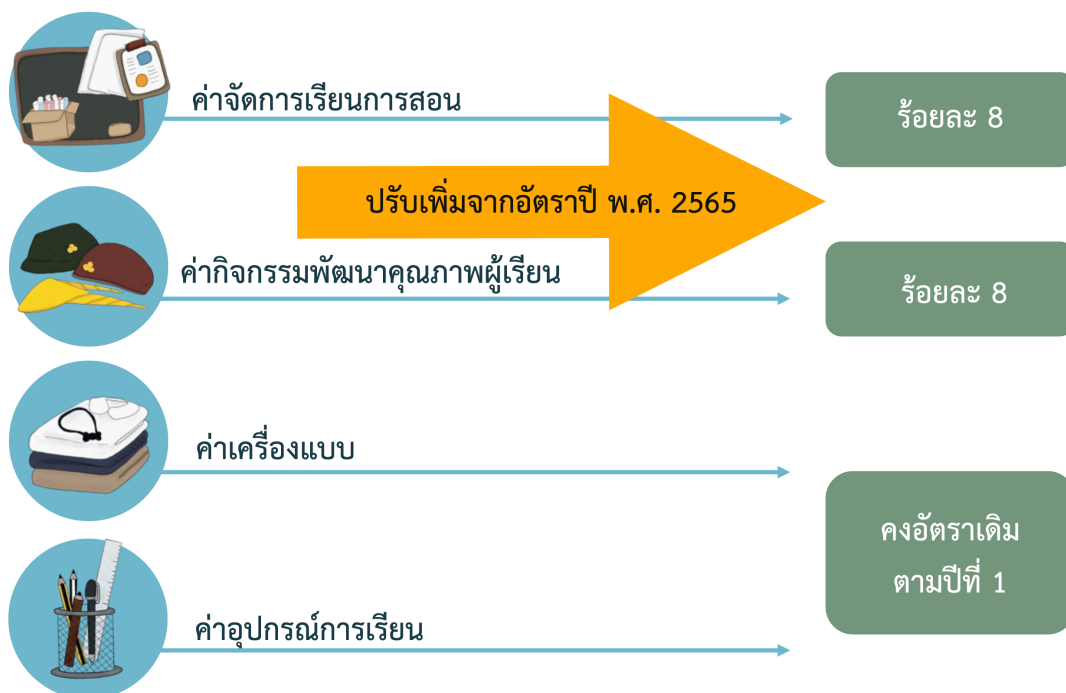 ค่าจัดการเรียนการสอน
ร้อยละ 8
ปรับเพิ่มจากอัตราปี พ.ศ. 2565
ค่ากิจกรรมพัฒนาคุณภาพผู้เรียน
ร้อยละ 8
ค่าเครื่องแบบ
คงอัตราเดิม
ตามปีที่ 1
ค่าอุปกรณ์การเรียน